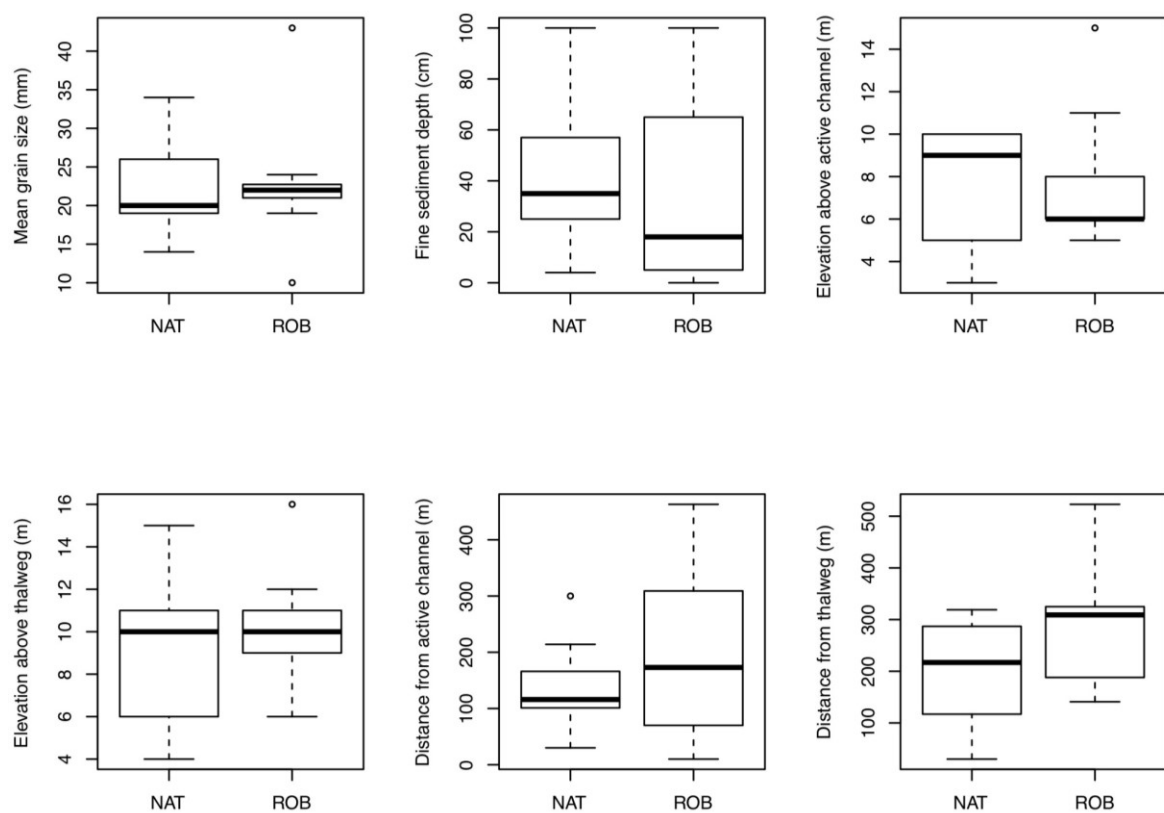 Mean grain size (mm)
40
35
30
25
20
15
10
NAT
ROB
Fine sediment depth (cm)
100
80
60
40
20
0
NAT
ROB
Elevation above active channel (m)
14
12
10
8
6
4
NAT
ROB
Elevation above thalweg (m)
16
14
12
10
8
6
4
NAT
ROB
Distance from active channel (m)
400
300
200
100
0
NAT
ROB
Distance from thalweg (m)
500
400
300
200
100
NAT
ROB